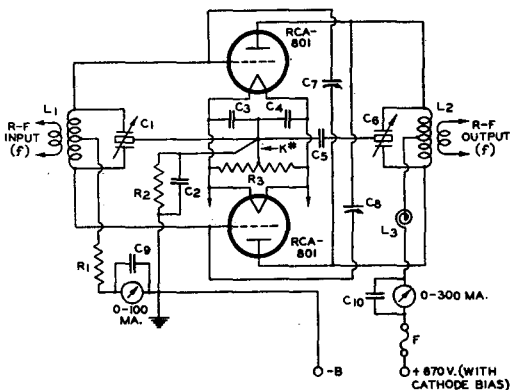 RCA-
801
C7
L1
C3
C4
C6
L2
R-F
INPUT
(f)
C1
R-F
OUTPUT
(f)
C5
K*
R2
C2
R3
C8
L3
C9
RCA-
801
R1
0-100
MA.
C10
0-300 MA.
F
-B
+870 V. (WITH
CATHODE BIAS)